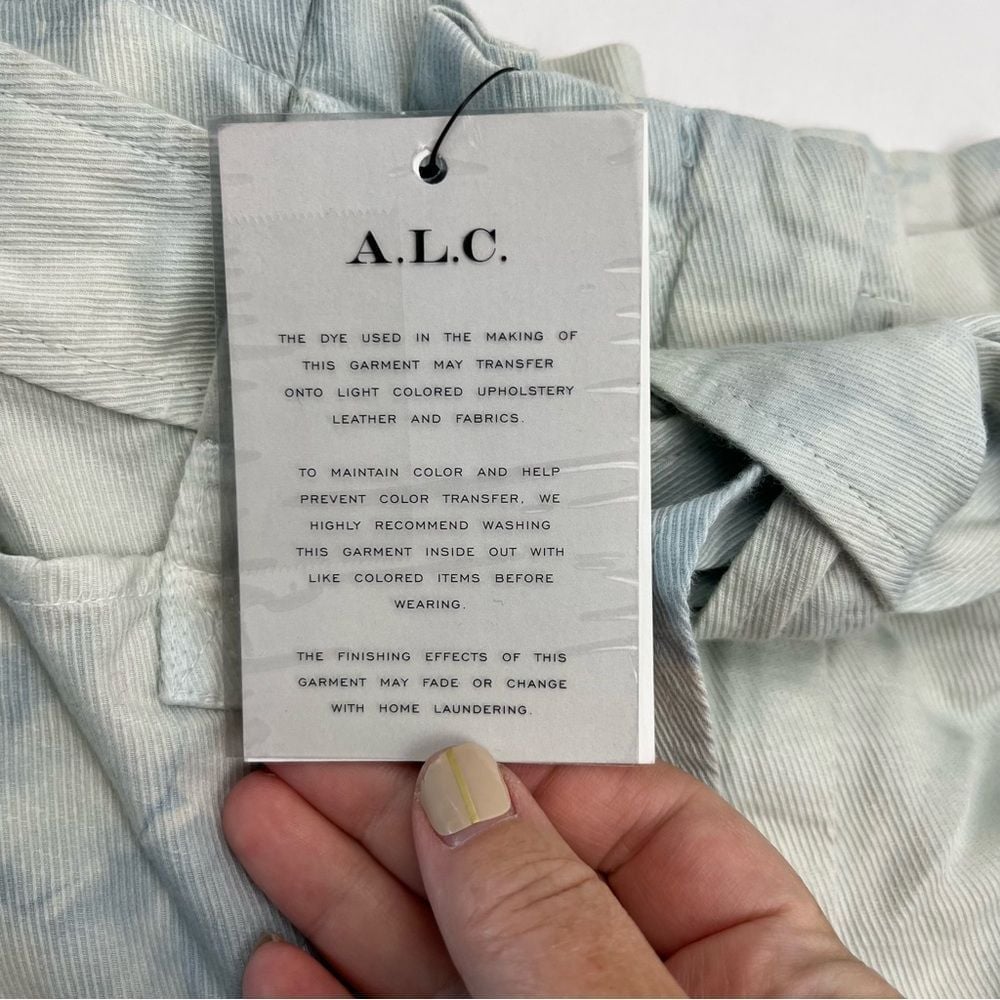 A.L.C.
THE DYE USED IN THE MAKING OF
THIS GARMENT MAY TRANSFER
ONTO LIGHT COLORED UPHOLSTERY
LEATHER AND FABRICS.
TO MAINTAIN COLOR AND HELP
PREVENT COLOR TRANSFER, WE
HIGHLY RECOMMEND WASHING
THIS GARMENT INSIDE OUT WITH
LIKE COLORED ITEMS BEFORE
WEARING.
THE FINISHING EFFECTS OF THIS
GARMENT MAY FADE OR CHANGE
WITH HOME LAUNDERING.